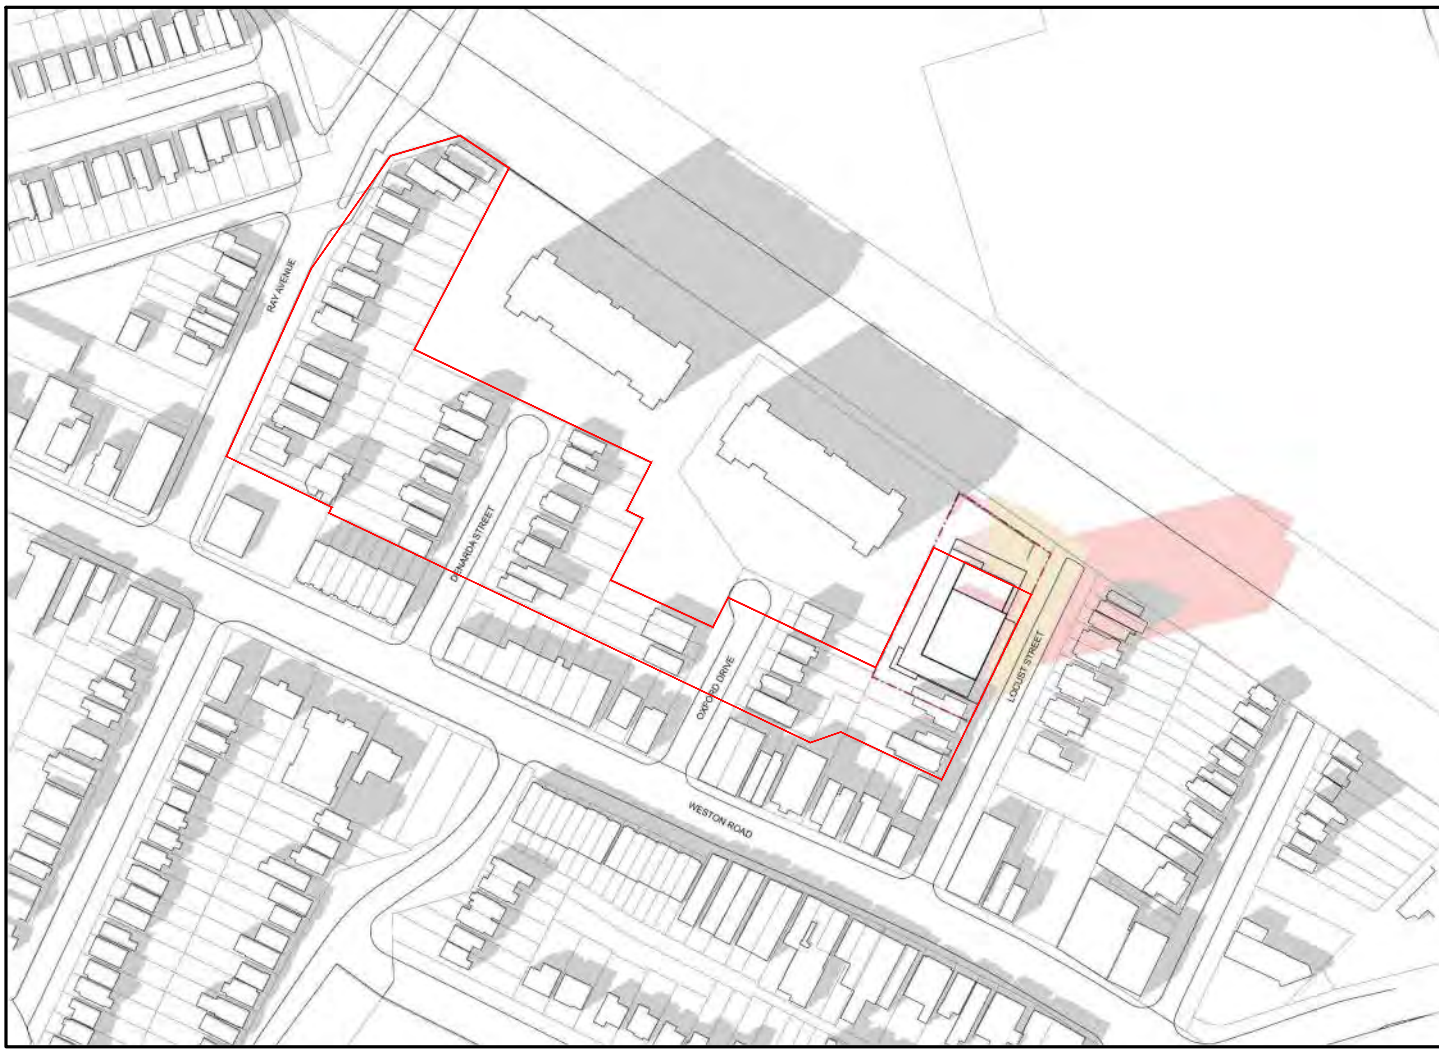 RAY AVENUE
DENARDA STREET
OXFORD DRIVE
LOCUST STREET
WESTON ROAD